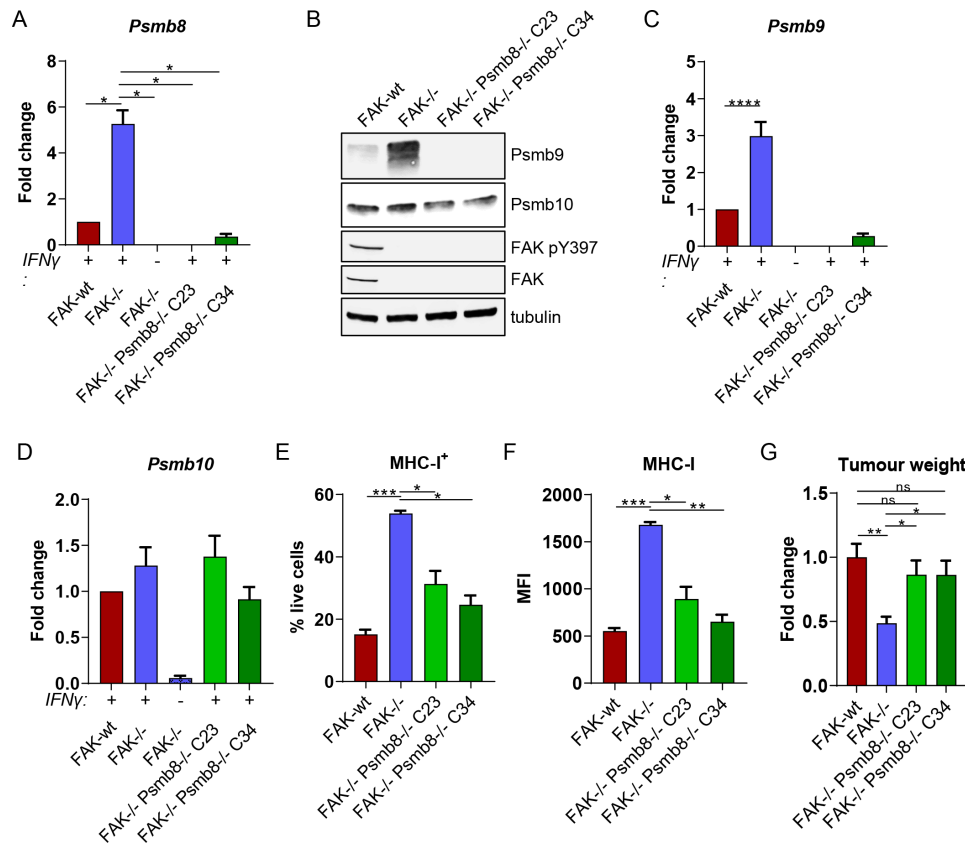 A
Psmb8
Fold change
8
6
4
2
0
*
*
*
*
IFNγ
:
+ + - + +
FAK-wt
FAK-/-
FAK-/-
FAK-/- Psmb8-/- C23
FAK-/- Psmb8-/- C34
B
FAK-wt
FAK-/-
FAK-/- Psmb8-/- C23
FAK-/- Psmb8-/- C34
Psmb9
Psmb10
FAK pY397
FAK
tubulin
C
Psmb9
Fold change
5
4
3
2
1
0
****
IFNγ
:
+ + - + +
FAK-wt
FAK-/-
FAK-/-
FAK-/- Psmb8-/- C23
FAK-/- Psmb8-/- C34
D
Psmb10
Fold change
2.0
1.5
1.0
0.5
0.0
IFNγ: + + - + +
FAK-wt
FAK-/-
FAK-/-
FAK-/- Psmb8-/- C23
FAK-/- Psmb8-/- C34
E
MHC-I+
% live cells
60
40
20
0
*** *
*
FAK-wt
FAK-/-
FAK-/- Psmb8-/- C23
FAK-/- Psmb8-/- C34
F
MHC-I
MFI
2000
1500
1000
500
0
*** *
**
FAK-wt
FAK-/-
FAK-/- Psmb8-/- C23
FAK-/- Psmb8-/- C34
G
Tumour weight
Fold change
1.5
1.0
0.5
0.0
ns
ns
*
** *
FAK-wt
FAK-/-
FAK-/- Psmb8-/- C23
FAK-/- Psmb8-/- C34